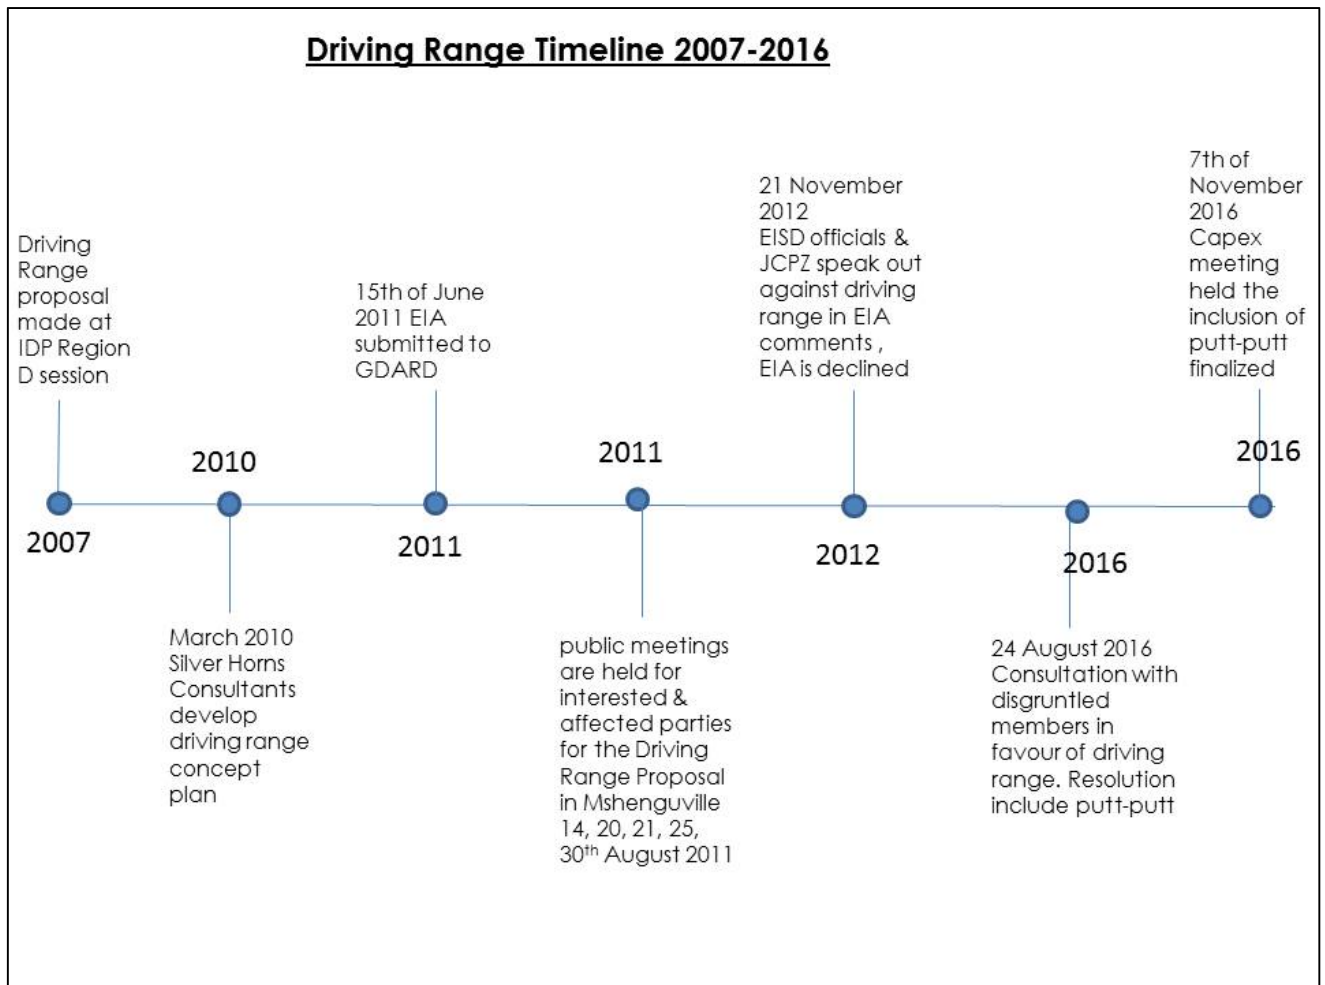 Driving Range Timeline 2007-2016
Driving
Range
proposal
made at
IDP Region
D session
2007
2010
March 2010
Silver Horns
Consultants
develop
driving range
concept
plan
15th of June
2011 EIA
submitted to
GDARD
2011
2011
public meetings
are held for
interested &
affected parties
for the Driving
Range Proposal
in Mshenguville
14, 20, 21, 25,
30th August 2011
21 November
2012
EISD officials &
JCPZ speak out
against driving
range in EIA
comments ,
EIA is declined
2012
2016
24 August 2016
Consultation with
disgruntled
members in
favour of driving
range. Resolution
include putt-putt
7th of
November
2016
Capex
meeting
held the
inclusion of
putt-putt
finalized
2016